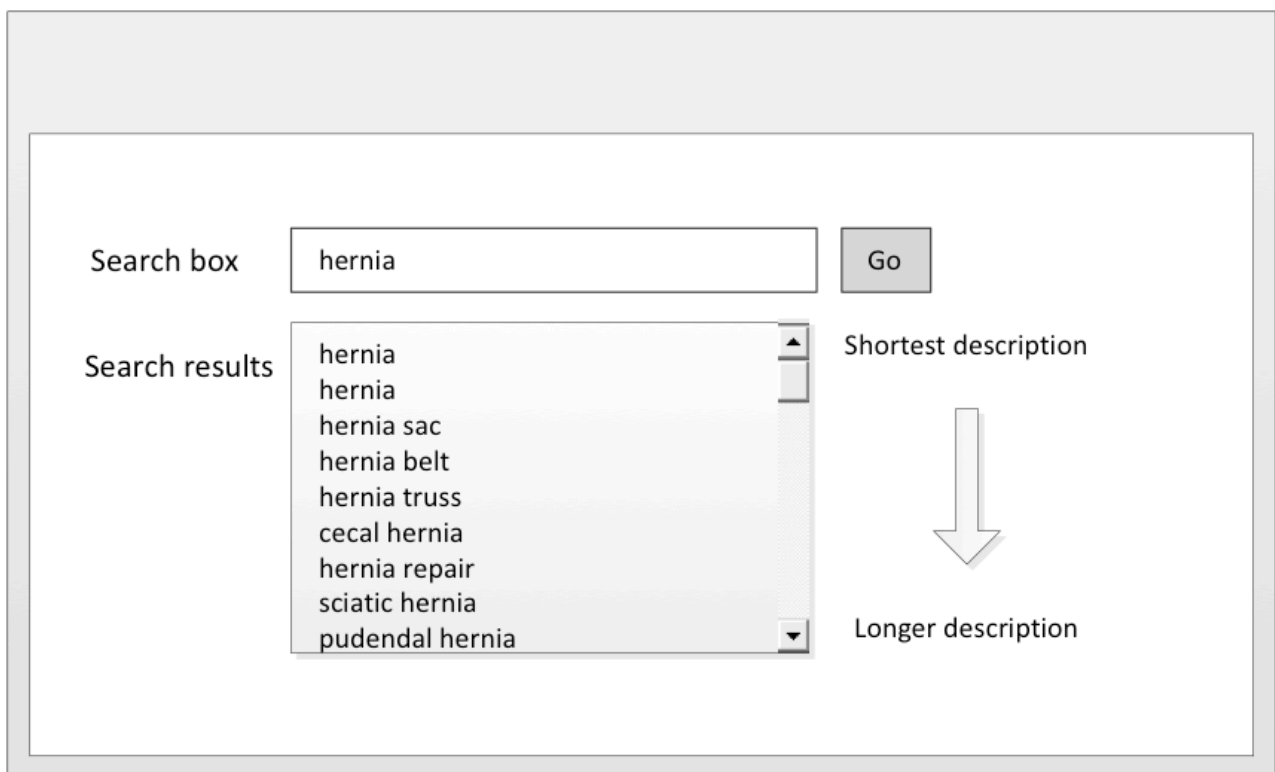 Search box
hernia
Go
Search results
hernia
hernia
hernia sac
hernia belt
hernia truss
cecal hernia
hernia repair
sciatic hernia
pudendal hernia
Shortest description
Longer description